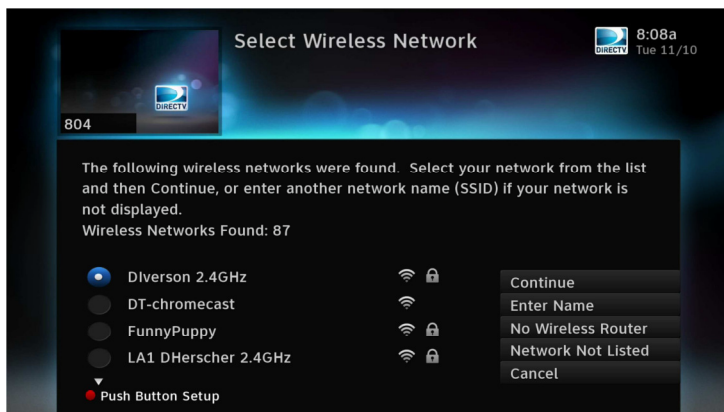 Select Wireless Network
DIRECTV
8:08a
Tue 11/10
DIRECTV
804
The following wireless networks were found. Select your network from the list
and then Continue, or enter another network name (SSID) if your network is
not displayed.
Wireless Networks Found: 87
DIverson 2.4GHz
DT-chromecast
FunnyPuppy
LA1 DHerscher 2.4GHz
Continue
Enter Name
No Wireless Router
Network Not Listed
Cancel
Push Button Setup